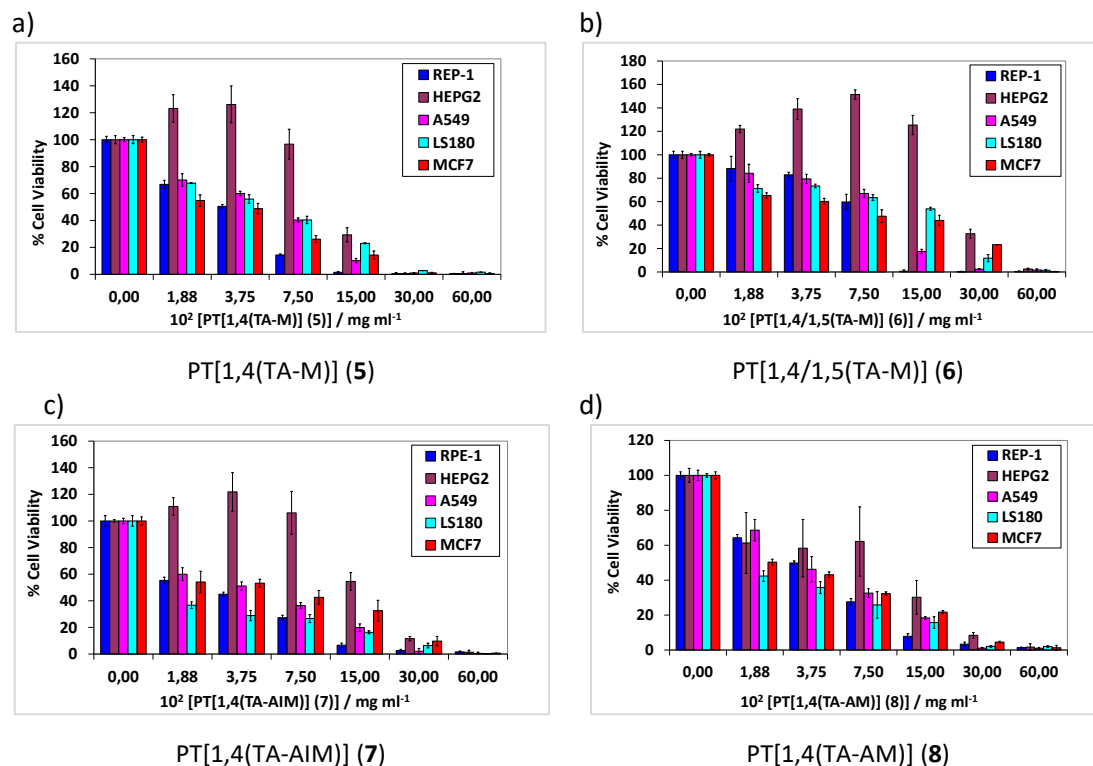 a)
160
140
120
100
80
60
40
20
0
% Cell Viability
REP-1
HEPG2
A549
LS180
MCF7
0,00 1,88 3,75 7,50 15,00 30,00 60,00
10² [PT[1,4(TA-M)] (5)] / mg ml⁻¹
PT[1,4(TA-M)] (5)
b)
180
160
140
120
100
80
60
40
20
0
% Cell Viability
REP-1
HEPG2
A549
LS180
MCF7
0,00 1,88 3,75 7,50 15,00 30,00 60,00
10² [PT[1,4/1,5(TA-M)] (6)] / mg ml⁻¹
PT[1,4/1,5(TA-M)] (6)
c)
160
140
120
100
80
60
40
20
0
% Cell Viability
RPE-1
HEPG2
A549
LS180
MCF7
0,00 1,88 3,75 7,50 15,00 30,00 60,00
10² [PT[1,4(TA-AIM)] (7)] / mg ml⁻¹
PT[1,4(TA-AIM)] (7)
d)
120
100
80
60
40
20
0
% Cell Viability
REP-1
HEPG2
A549
LS180
MCF7
0,00 1,88 3,75 7,50 15,00 30,00 60,00
10² [PT[1,4(TA-AM)] (8)] / mg ml⁻¹
PT[1,4(TA-AM)] (8)